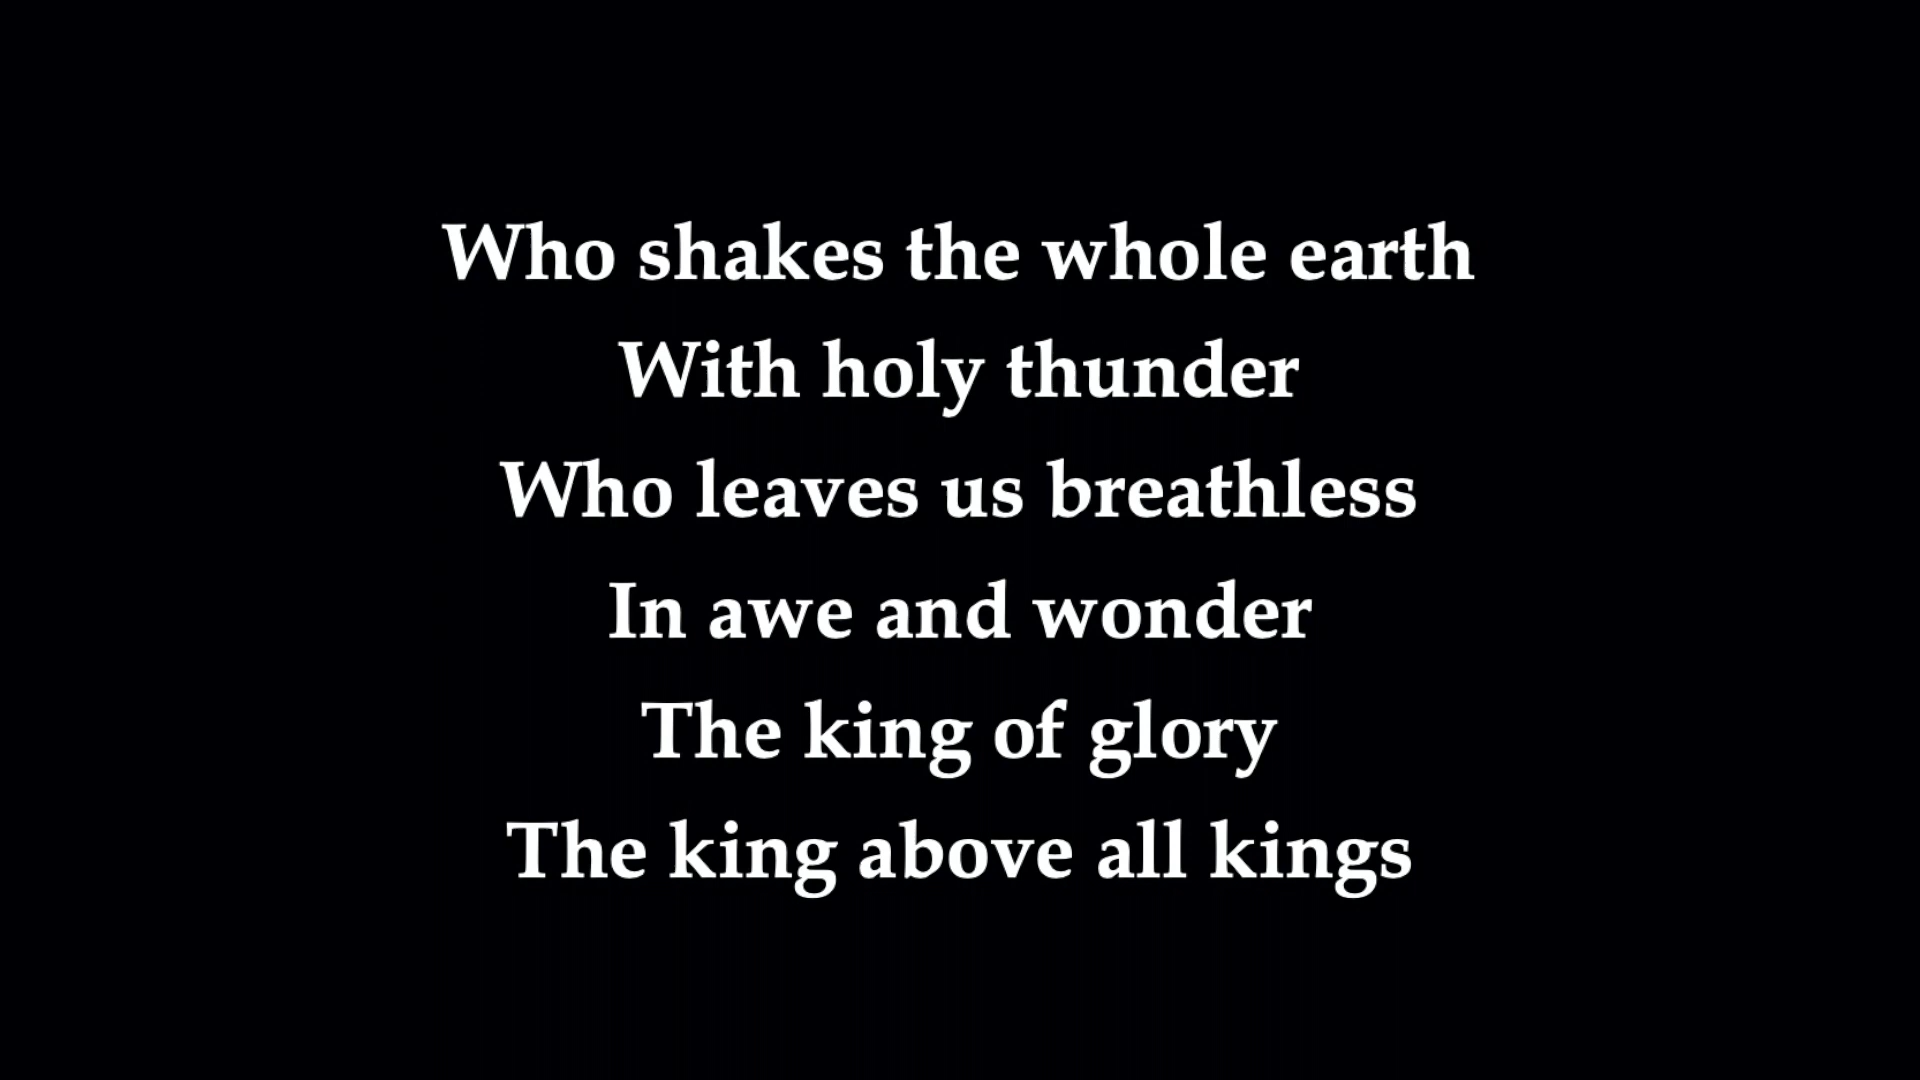 Who shakes the whole earth
With holy thunder
Who leaves us breathless
In awe and wonder
The king of glory
The king above all kings